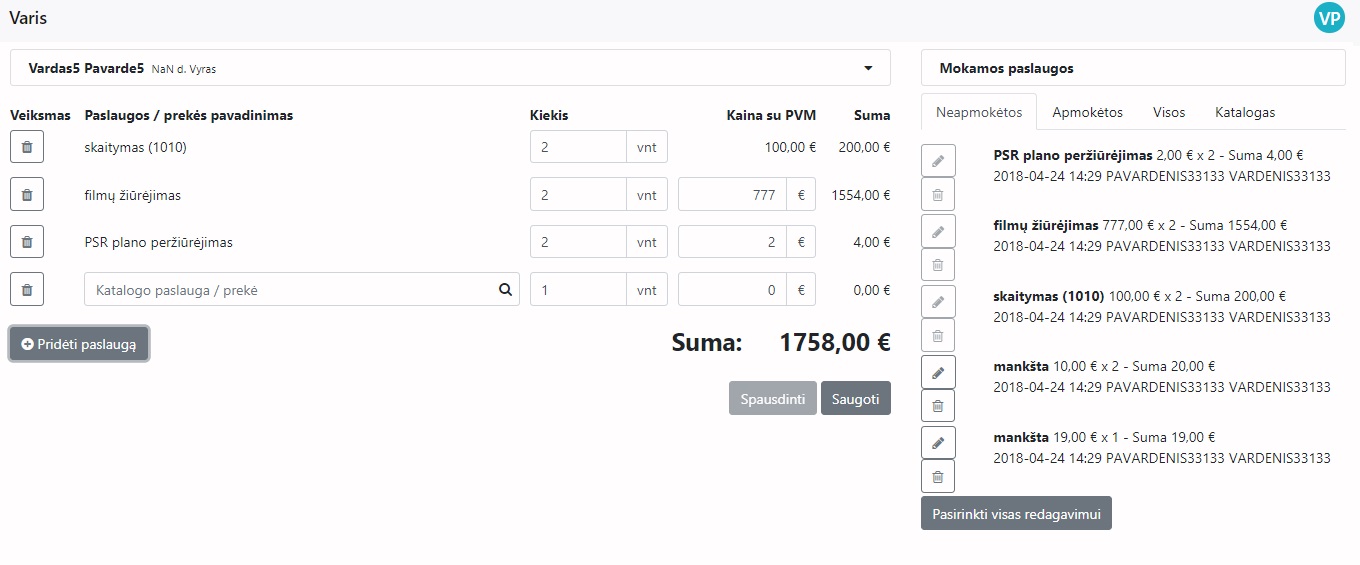 Varis
VP
Vardas5 Pavarde5 NaN d. Vyras
Veiksmas Paslaugos / prekės pavadinimas Kiekis Kaina su PVM Suma
skaitymas (1010) 2 vnt 100,00 € 200,00 €
filmų žiūrėjimas 2 vnt 777 € 1554,00 €
PSR plano peržiūrėjimas 2 vnt 2 € 4,00 €
Katalogo paslauga / prekė 1 vnt 0 € 0,00 €
Pridėti paslaugą
Suma: 1758,00 €
Spausdinti Saugoti
Mokamos paslaugos
Neapmokėtos Apmokėtos Visos Katalogas
PSR plano peržiūrėjimas 2,00 € x 2 - Suma 4,00 €
2018-04-24 14:29 PAVARDENIS33133 VARDENIS33133
filmų žiūrėjimas 777,00 € x 2 - Suma 1554,00 €
2018-04-24 14:29 PAVARDENIS33133 VARDENIS33133
skaitymas (1010) 100,00 € x 2 - Suma 200,00 €
2018-04-24 14:29 PAVARDENIS33133 VARDENIS33133
mankšta 10,00 € x 2 - Suma 20,00 €
2018-04-24 14:29 PAVARDENIS33133 VARDENIS33133
mankšta 19,00 € x 1 - Suma 19,00 €
2018-04-24 14:29 PAVARDENIS33133 VARDENIS33133
Pasirinkti visas redagavimui